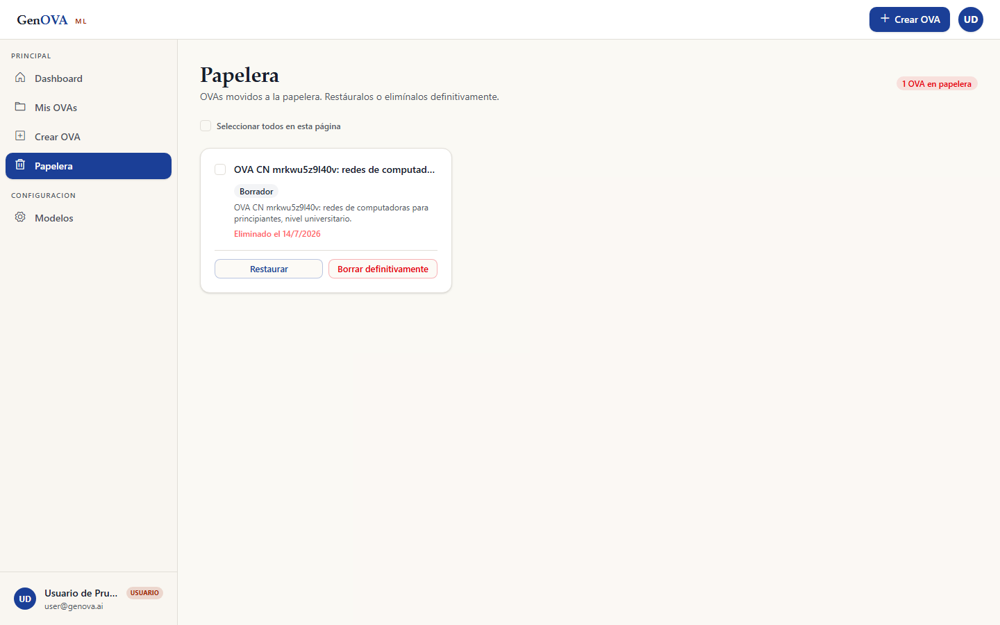 GenOVA ML
+ Crear OVA
UD
PRINCIPAL
Dashboard
Mis OVAs
Crear OVA
Papelera
CONFIGURACION
Modelos
Papelera
OVAs movidos a la papelera. Restáuralos o elimínalos definitivamente.
1 OVA en papelera
Seleccionar todos en esta página
OVA CN mrkwu5z9l40v: redes de computad...
Borrador
OVA CN mrkwu5z9l40v: redes de computadoras para
principiantes, nivel universitario.
Eliminado el 14/7/2026
Restaurar
Borrar definitivamente
UD
Usuario de Pru...
USUARIO
user@genova.ai